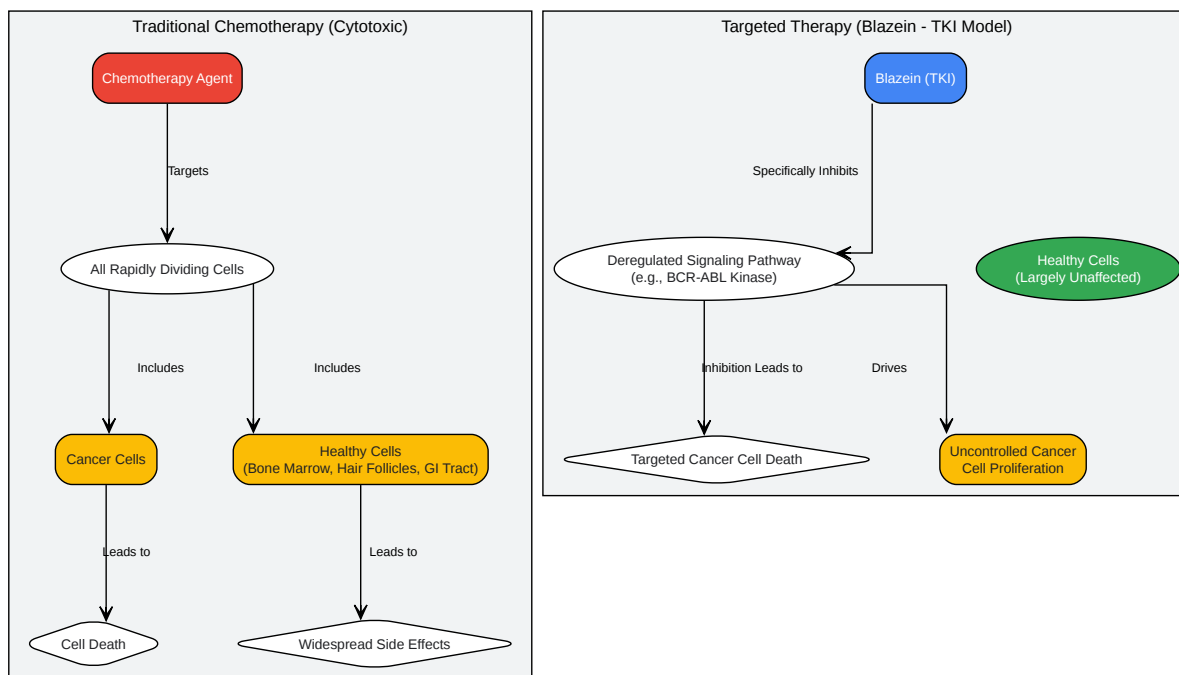 Traditional Chemotherapy (Cytotoxic)
Chemotherapy Agent
Targets
All Rapidly Dividing Cells
Includes
Includes
Cancer Cells
Healthy Cells
(Bone Marrow, Hair Follicles, GI Tract)
Leads to
Leads to
Cell Death
Widespread Side Effects
Targeted Therapy (Blazein - TKI Model)
Blazein (TKI)
Specifically Inhibits
Deregulated Signaling Pathway
(e.g., BCR-ABL Kinase)
Healthy Cells
(Largely Unaffected)
Inhibition Leads to
Drives
Targeted Cancer Cell Death
Uncontrolled Cancer
Cell Proliferation